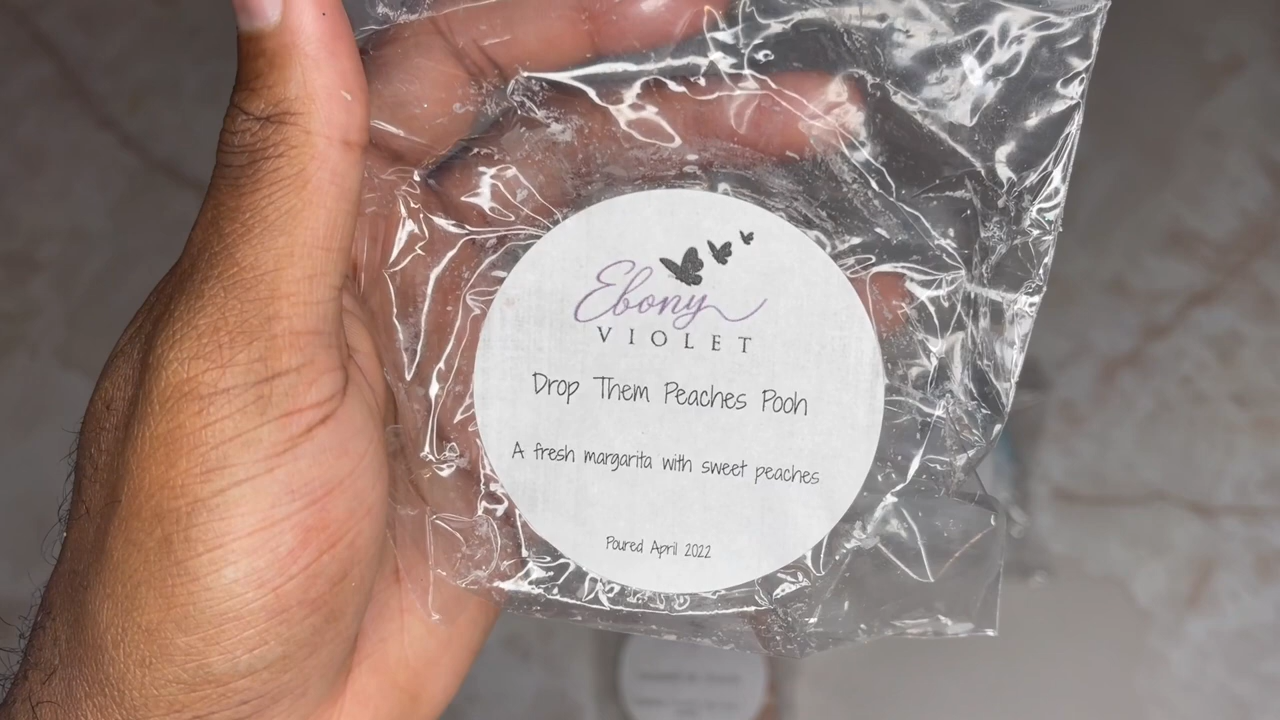 Ebony
VIOLET
Drop Them Peaches Pooh
A fresh margarita with sweet peaches
Poured April 2022